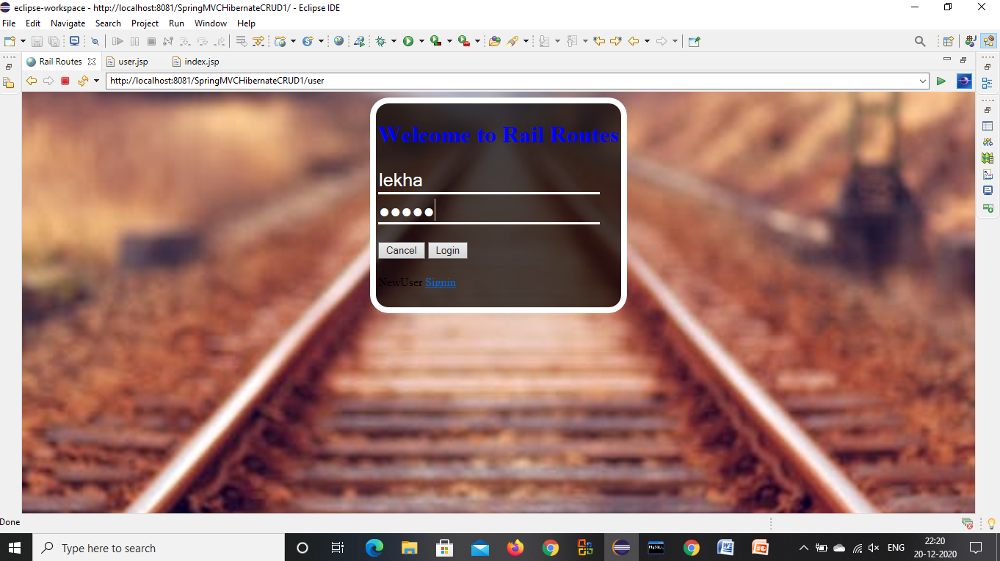 eclipse-workspace - http://localhost:8081/SpringMVCHibernateCRUD1/ - Eclipse IDE
File Edit Navigate Search Project Run Window Help
Rail Routes user.jsp index.jsp
http://localhost:8081/SpringMVCHibernateCRUD1/user
Welcome to Rail Routes
lekha
●●●●●
Cancel Login
NewUser Signin
Done
Type here to search
ENG
22:20
20-12-2020